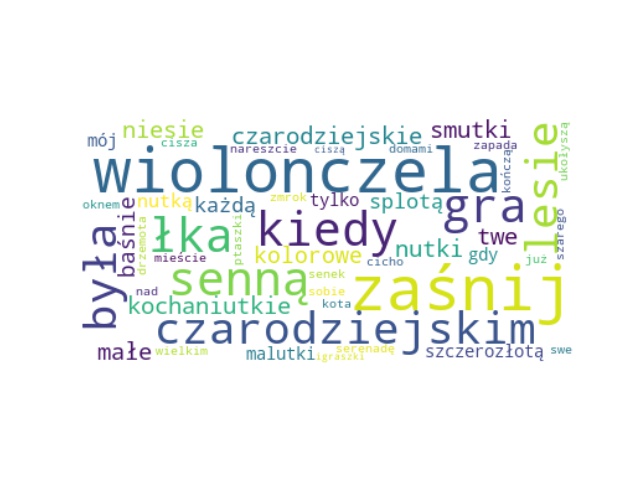 mój niesie czarodziejskie smutki
cisza nareszcie ciszą domami zapada
wiolonczela kończą lesie ukołyszą
oknem baśnie nutką każdą zmrok tylko splotą gra
była drzemota łka ptaszki kiedy nutki twe szarego
mieście kolorowe cicho gdy już
nad senną senek sobie zaśnij
kochaniutkie kota
czarodziejskim
małe wielkim malutki igraszki serenadę szczerozłotą swe